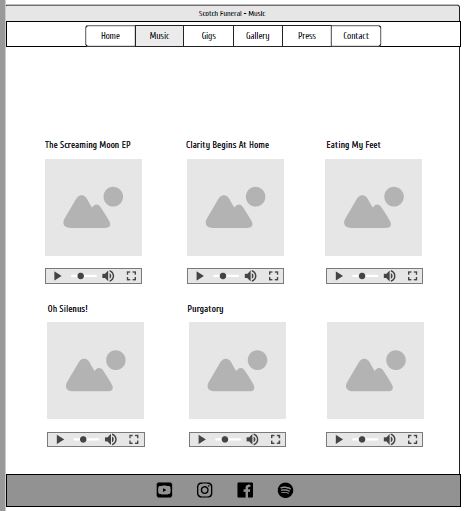 Scotch Funeral - Music
Home Music Gigs Gallery Press Contact
The Screaming Moon EP Clarity Begins At Home Eating My Feet
Oh Silenus! Purgatory